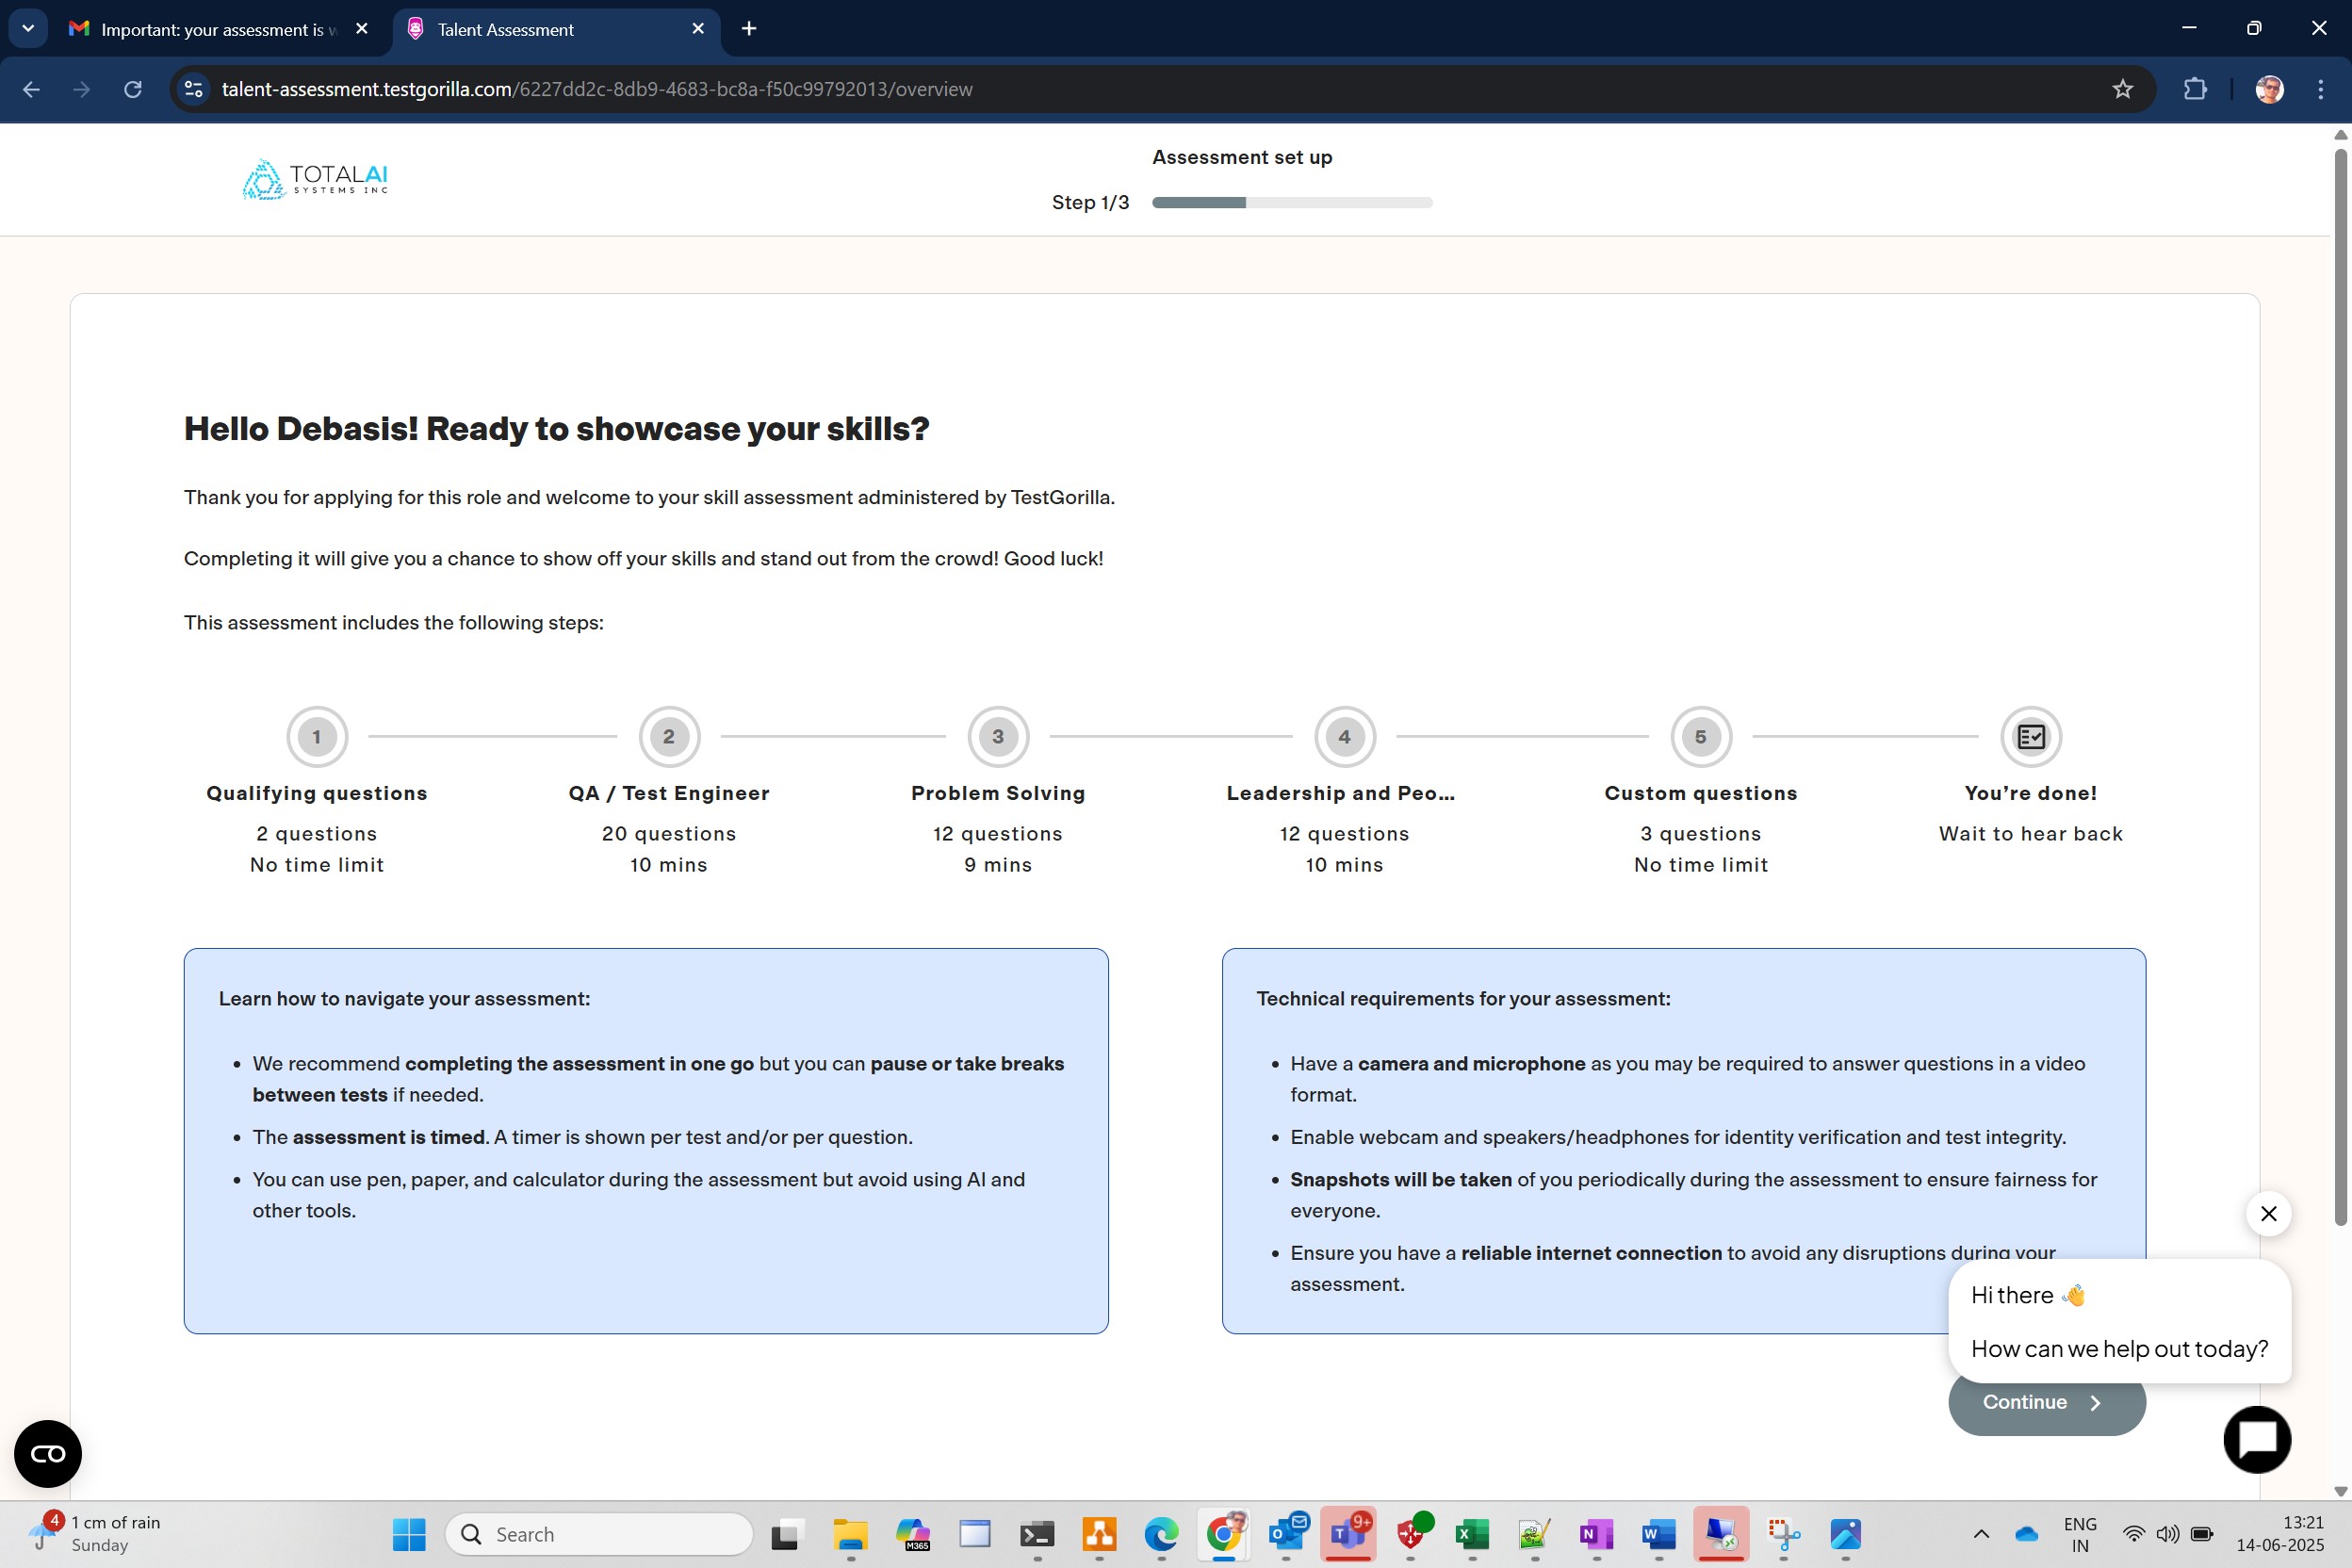 Important: your assessment is
Talent Assessment
talent-assessment.testgorilla.com/6227dd2c-8db9-4683-bc8a-f50c99792013/overview
TOTALAI
SYSTEMS INC
Assessment set up
Step 1/3
Hello Debasis! Ready to showcase your skills?
Thank you for applying for this role and welcome to your skill assessment administered by TestGorilla.
Completing it will give you a chance to show off your skills and stand out from the crowd! Good luck!
This assessment includes the following steps:
1
Qualifying questions
2 questions
No time limit
2
QA / Test Engineer
20 questions
10 mins
3
Problem Solving
12 questions
9 mins
4
Leadership and Peo...
12 questions
10 mins
5
Custom questions
3 questions
No time limit
You’re done!
Wait to hear back
Learn how to navigate your assessment:
• We recommend completing the assessment in one go but you can pause or take breaks
between tests if needed.
• The assessment is timed. A timer is shown per test and/or per question.
• You can use pen, paper, and calculator during the assessment but avoid using AI and
other tools.
Technical requirements for your assessment:
• Have a camera and microphone as you may be required to answer questions in a video
format.
• Enable webcam and speakers/headphones for identity verification and test integrity.
• Snapshots will be taken of you periodically during the assessment to ensure fairness for
everyone.
• Ensure you have a reliable internet connection to avoid any disruptions during your
assessment.
Hi there 👋
How can we help out today?
Continue
4
1 cm of rain
Sunday
Search
M365
O
T
9+
X
N
W
ENG
IN
13:21
14-06-2025